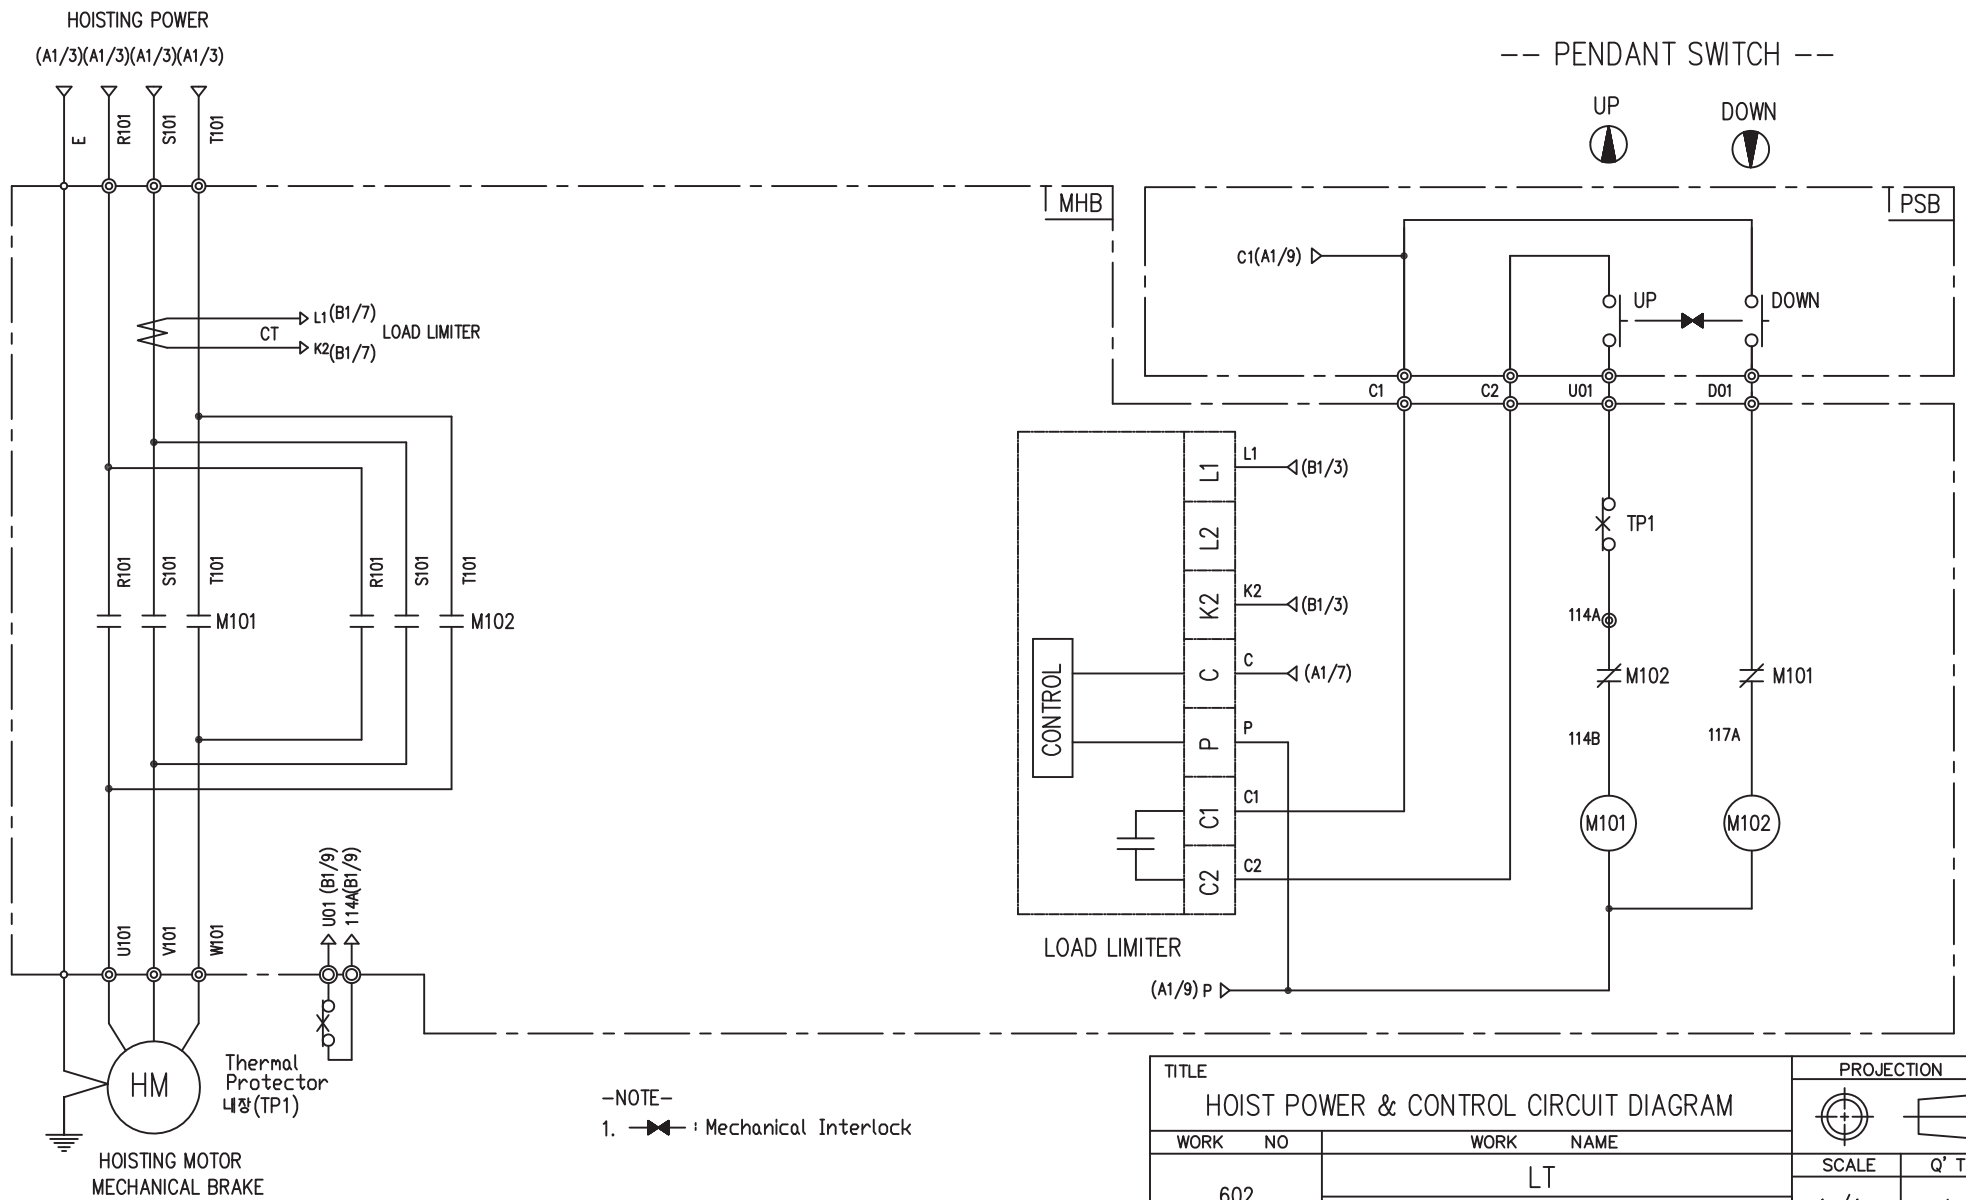 HOISTING POWER
(A1/3)(A1/3)(A1/3)(A1/3)
E
R101
S101
T101
-- PENDANT SWITCH --
UP
DOWN
MHB
PSB
C1(A1/9)
UP
DOWN
L1(B1/7)
CT
LOAD LIMITER
K2(B1/7)
C1
C2
U01
D01
R101
S101
T101
M101
R101
S101
T101
M102
L1
L1
(B1/3)
L2
K2
K2
(B1/3)
CONTROL
C
C
(A1/7)
P
P
C1
C1
C2
C2
LOAD LIMITER
(A1/9) P
TP1
114A
M102
M101
114B
117A
M101
M102
U01 (B1/9)
114A(B1/9)
U101
V101
W101
HM
Thermal
Protector
내장(TP1)
HOISTING MOTOR
MECHANICAL BRAKE
-NOTE-
1. : Mechanical Interlock
TITLE
HOIST POWER & CONTROL CIRCUIT DIAGRAM
WORK NO
WORK NAME
LT
602
PROJECTION
SCALE
Q' T